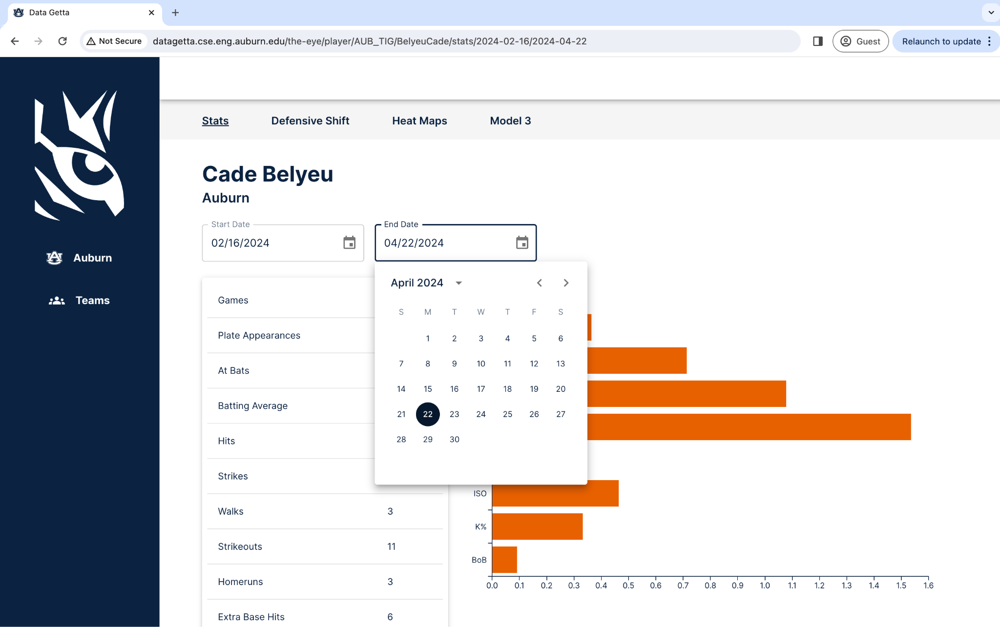 Data Getta
Not Secure
datagetta.cse.eng.auburn.edu/the-eye/player/AUB_TIG/BelyeuCade/stats/2024-02-16/2024-04-22
Guest
Relaunch to update
Stats Defensive Shift Heat Maps Model 3
Cade Belyeu
Auburn
Auburn
Teams
Start Date
02/16/2024
End Date
04/22/2024
April 2024
S M T W T F S
1 2 3 4 5 6
7 8 9 10 11 12 13
14 15 16 17 18 19 20
21 22 23 24 25 26 27
28 29 30
Games
Plate Appearances
At Bats
Batting Average
Hits
Strikes
Walks 3
Strikeouts 11
Homeruns 3
Extra Base Hits 6
ISO
K%
BoB
0.0 0.1 0.2 0.3 0.4 0.5 0.6 0.7 0.8 0.9 1.0 1.1 1.2 1.3 1.4 1.5 1.6